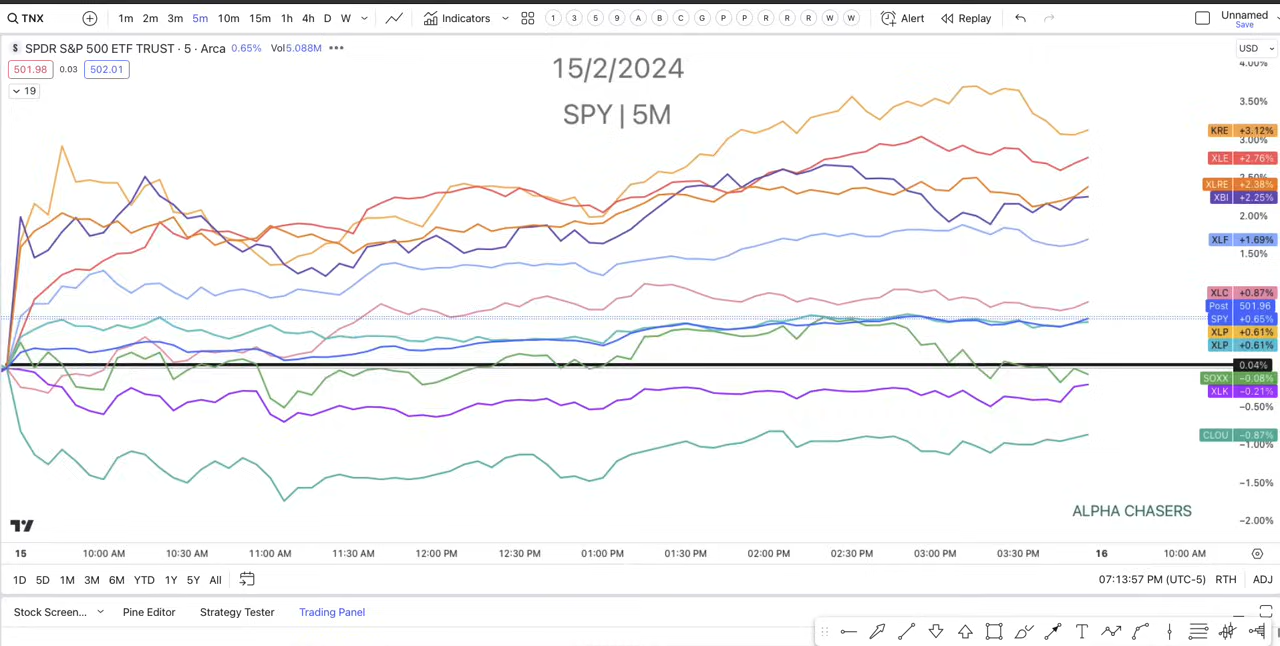 TNX 1m 2m 3m 5m 10m 15m 1h 4h D W Indicators 1 3 5 9 A B C G P P R R R W W Alert Replay Unnamed
Save
S SPDR S&P 500 ETF TRUST · 5 · Arca 0.65% Vol5.088M
USD
501.98 0.03 502.01
19
15/2/2024
SPY | 5M
4.00%
3.50%
KRE +3.12%
3.00%
XLE +2.76%
2.50%
XLRE +2.38%
XBI +2.25%
2.00%
XLF +1.69%
1.50%
XLC +0.87%
Post 501.96
SPY +0.65%
XLP +0.61%
XLP +0.61%
0.04%
SOXX −0.08%
XLK −0.21%
−0.50%
CLOU −0.87%
−1.00%
−1.50%
ALPHA CHASERS
−2.00%
15 10:00 AM 10:30 AM 11:00 AM 11:30 AM 12:00 PM 12:30 PM 01:00 PM 01:30 PM 02:00 PM 02:30 PM 03:00 PM 03:30 PM 16 10:00 AM
1D 5D 1M 3M 6M YTD 1Y 5Y All 07:13:57 PM (UTC-5) RTH ADJ
Stock Screen... Pine Editor Strategy Tester Trading Panel